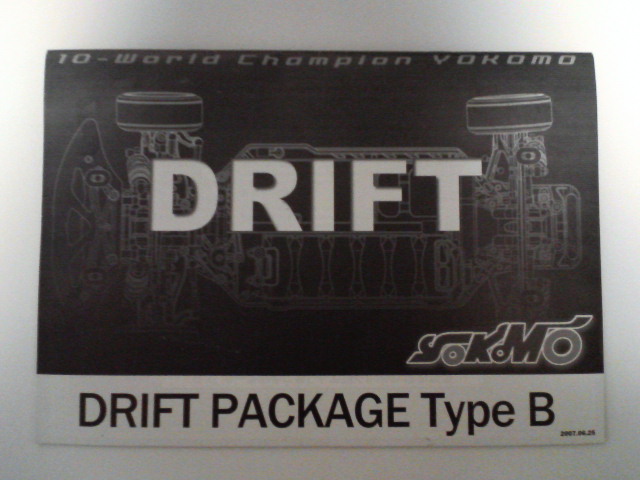 10-World Champion YOKOMO
DRIFT
YOKOMO
DRIFT PACKAGE Type B
2007.06.25